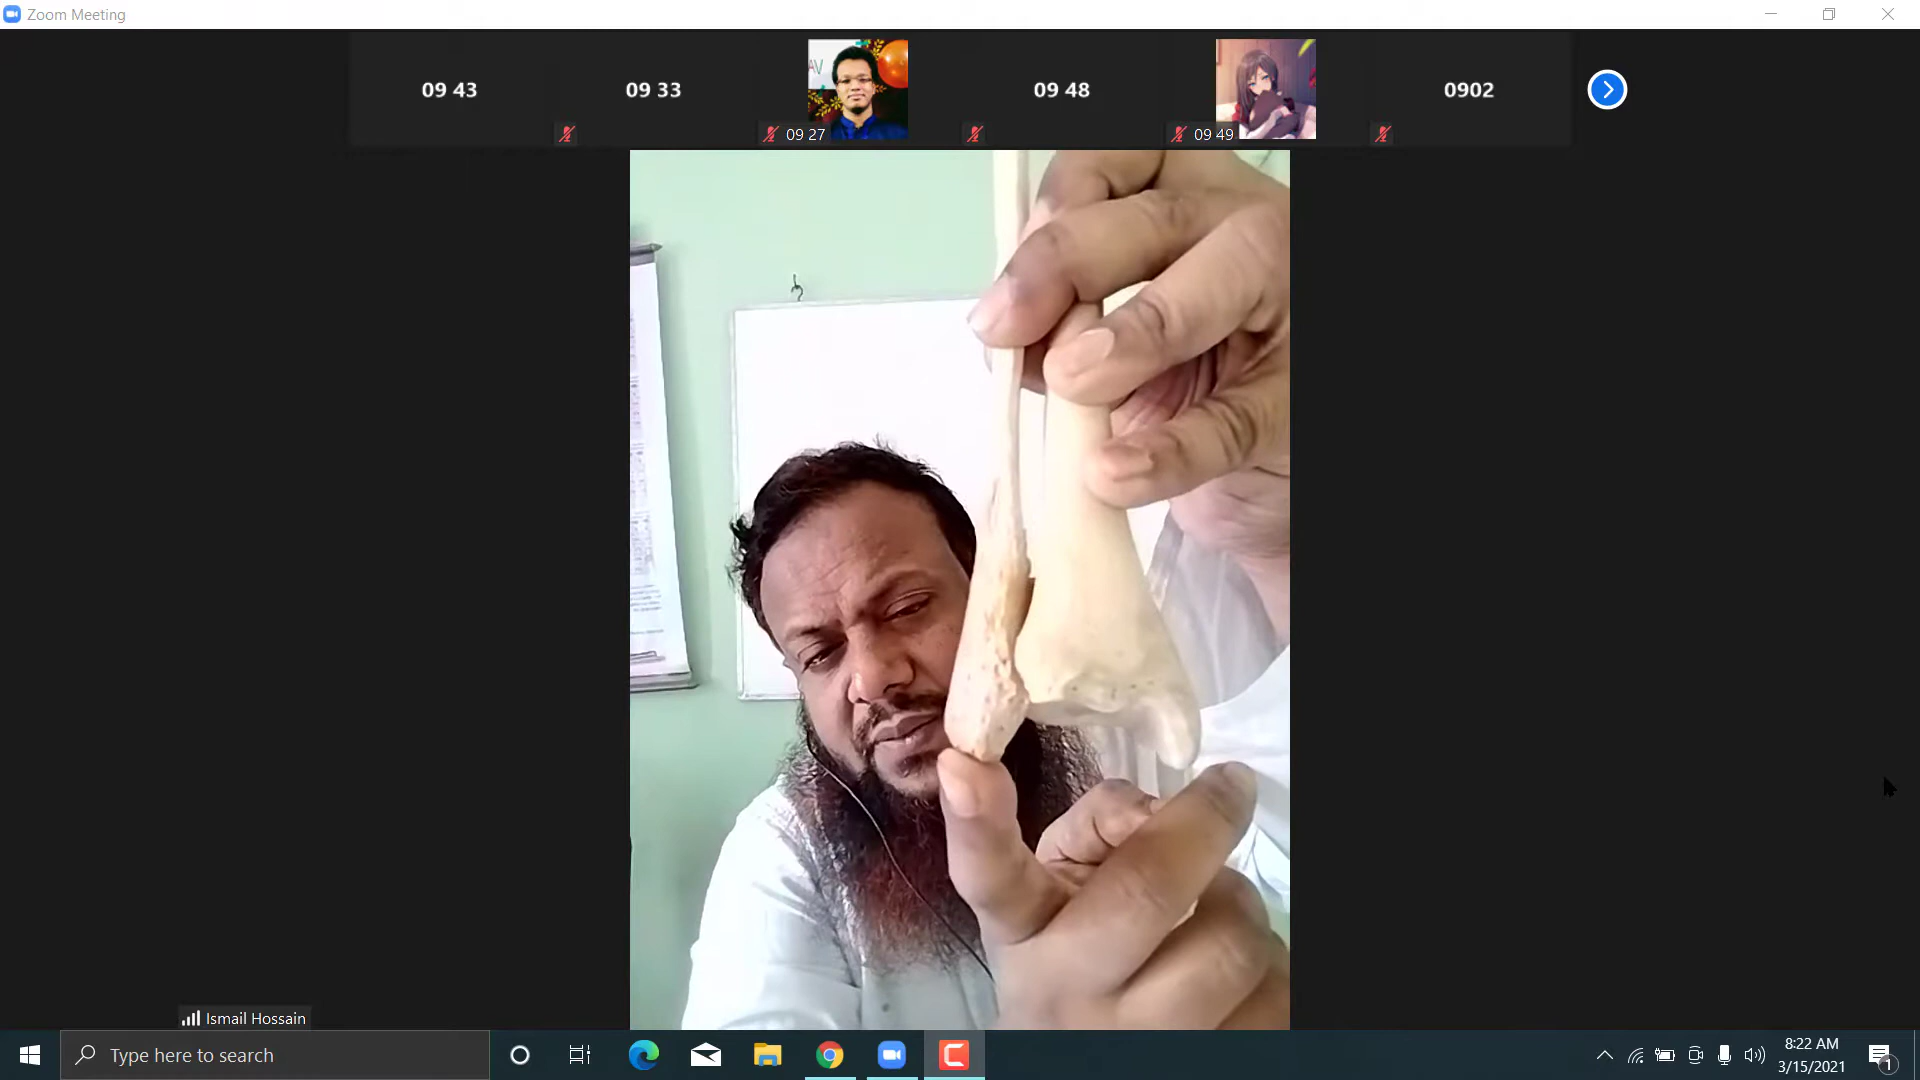 Zoom Meeting
09 43
09 33
09 27
09 48
09 49
0902
Ismail Hossain
Type here to search
8:22 AM
3/15/2021
1